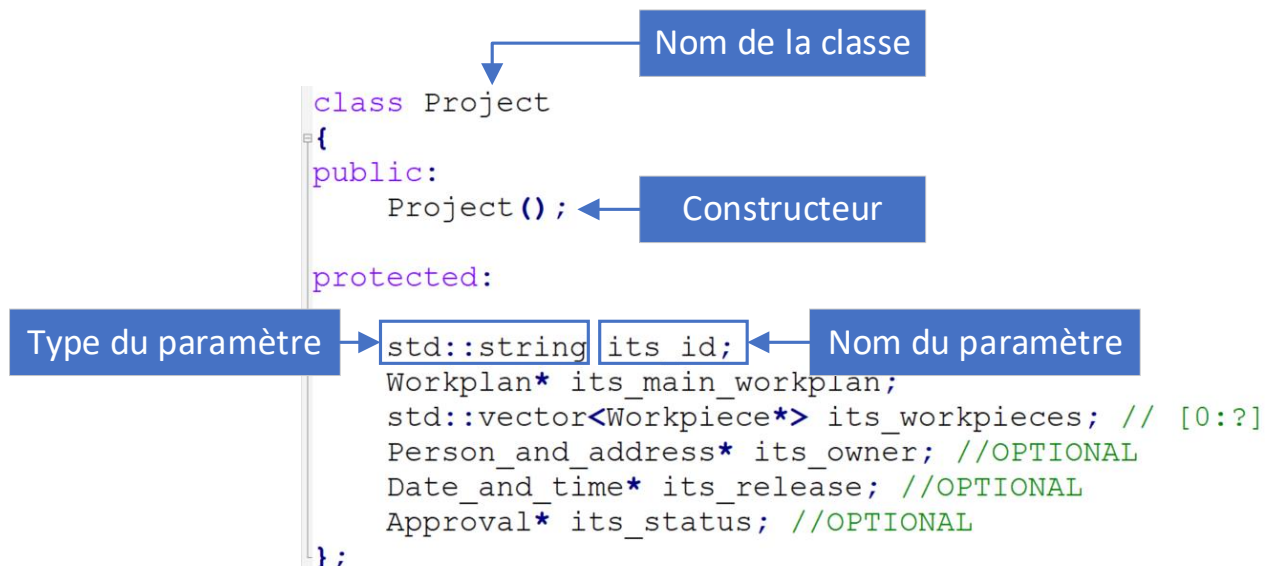 Nom de la classe
class Project
{
public:
Project(); Constructeur
protected:
Type du paramètre std::string its_id; Nom du paramètre
Workplan* its_main_workplan;
std::vector<Workpiece*> its_workpieces; // [0:?]
Person_and_address* its_owner; //OPTIONAL
Date_and_time* its_release; //OPTIONAL
Approval* its_status; //OPTIONAL
};